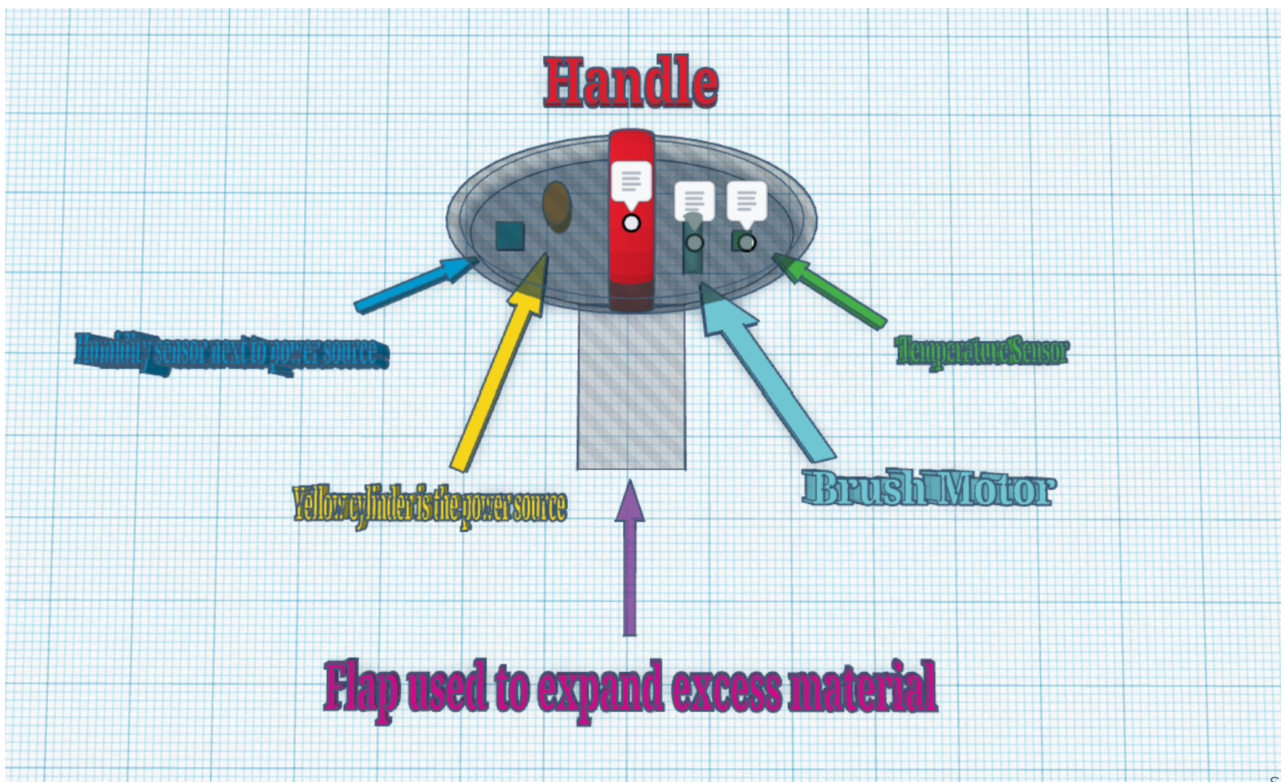 Handle
Humidity sensor next to power source
Temperature Sensor
Yellow cylinder is the power source
Brush Motor
Flap used to expand excess material